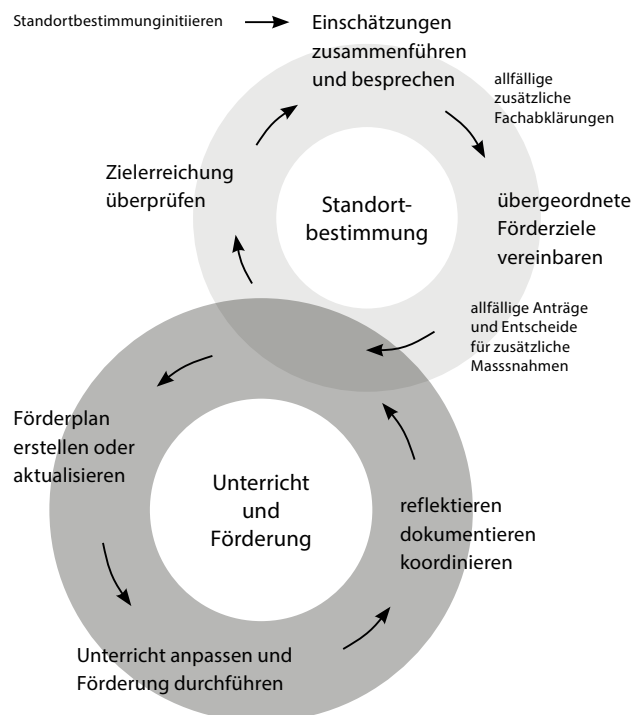 Standortbestimmunginitiieren
Einschätzungen
zusammenführen
und besprechen
allfällige
zusätzliche
Fachabklärungen
Zielerreichung
überprüfen
Standort-
bestimmung
übergeordnete
Förderziele
vereinbaren
allfällige Anträge
und Entscheide
für zusätzliche
Masssnahmen
Förderplan
erstellen oder
aktualisieren
Unterricht
und
Förderung
reflektieren
dokumentieren
koordinieren
Unterricht anpassen und
Förderung durchführen